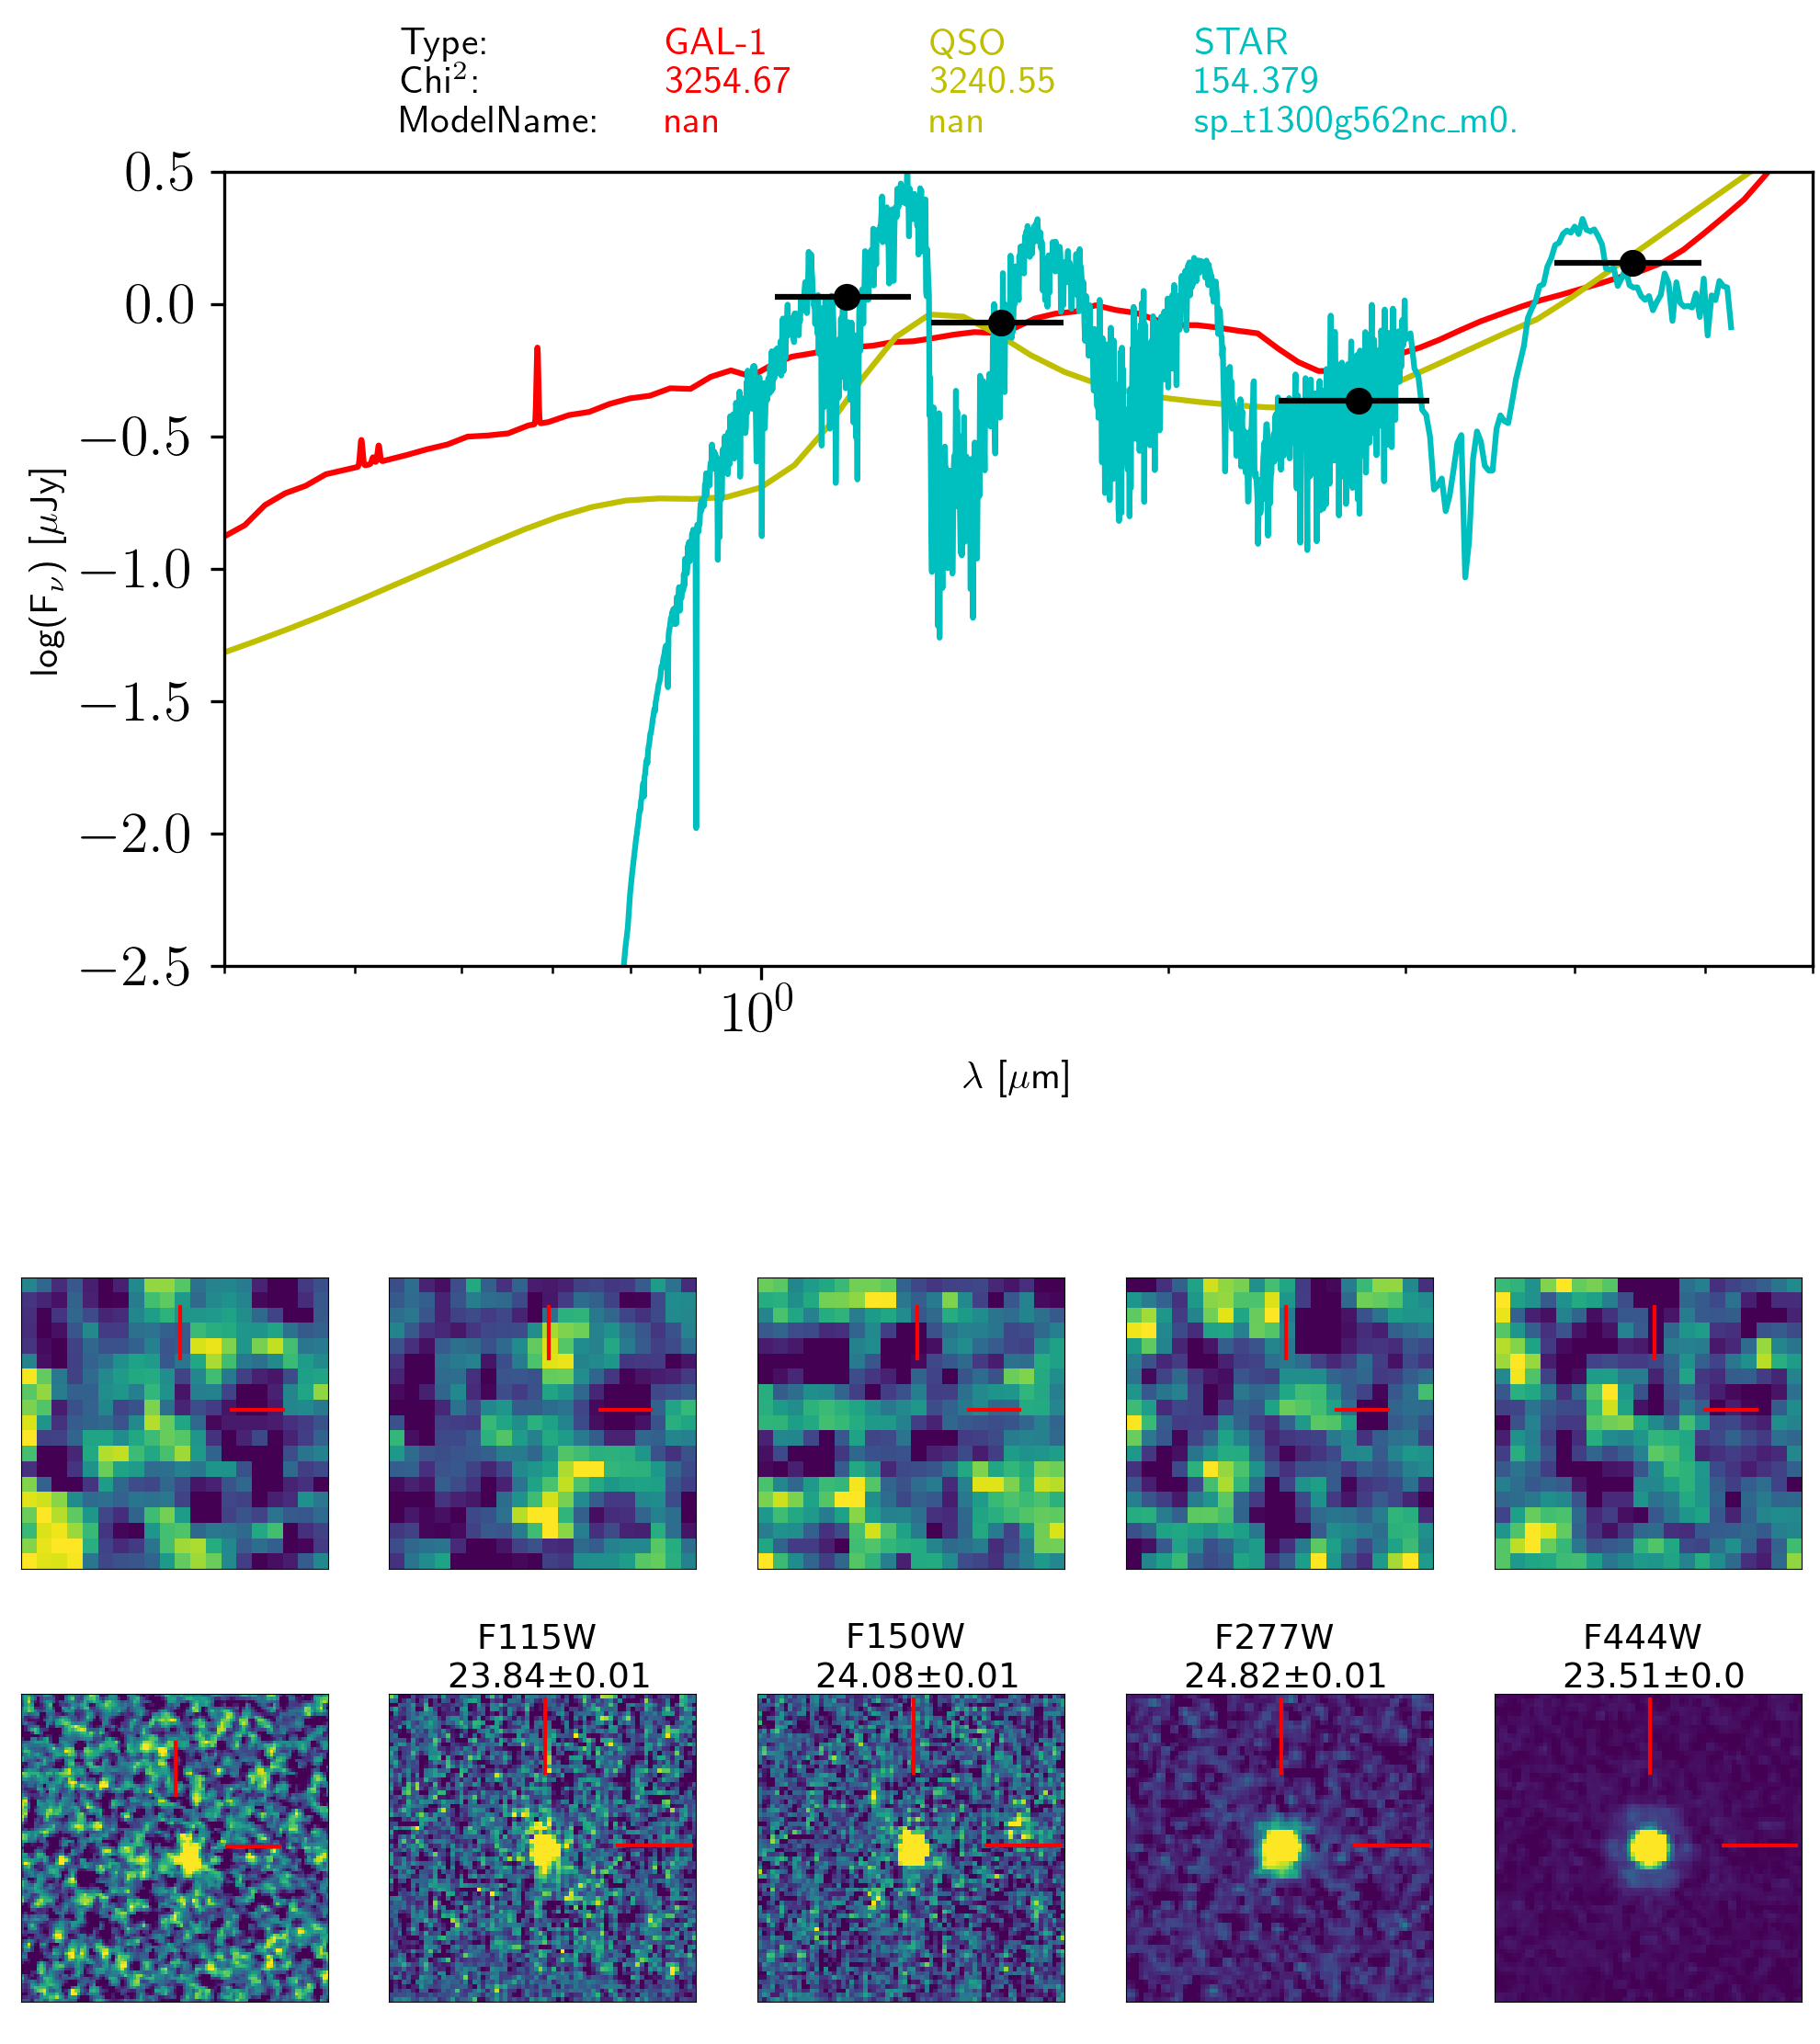 Type: GAL-1 QSO STAR
Chi²: 3254.67 3240.55 154.379
ModelName: nan nan sp_t1300g562nc_m0.
0.5
0.0
−0.5
−1.0
−1.5
−2.0
−2.5
log(Fν) [μJy]
10⁰
λ [μm]
F115W F150W F277W F444W
23.84±0.01 24.08±0.01 24.82±0.01 23.51±0.0